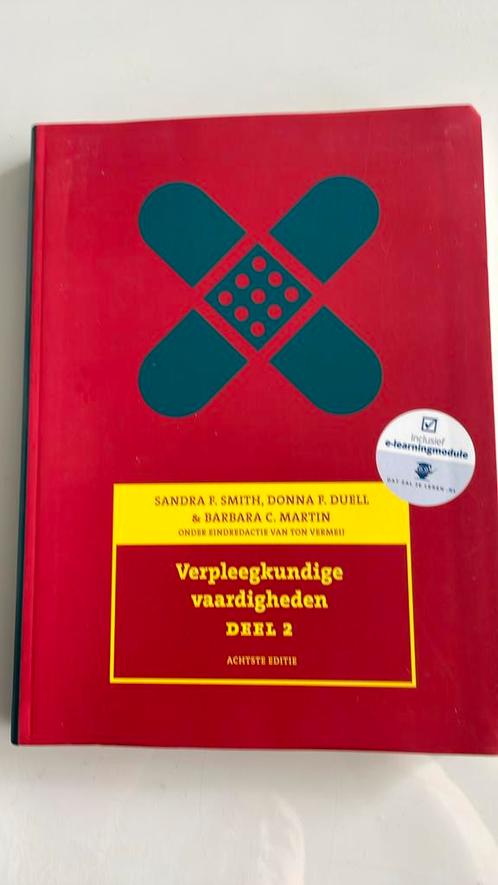 Inclusief
e-learningmodule
DAT ZAL JE LEREN.NL
SANDRA F. SMITH, DONNA F. DUELL
& BARBARA C. MARTIN
ONDER EINDREDACTIE VAN TON VERMEIJ
Verpleegkundige
vaardigheden
DEEL 2
ACHTSTE EDITIE